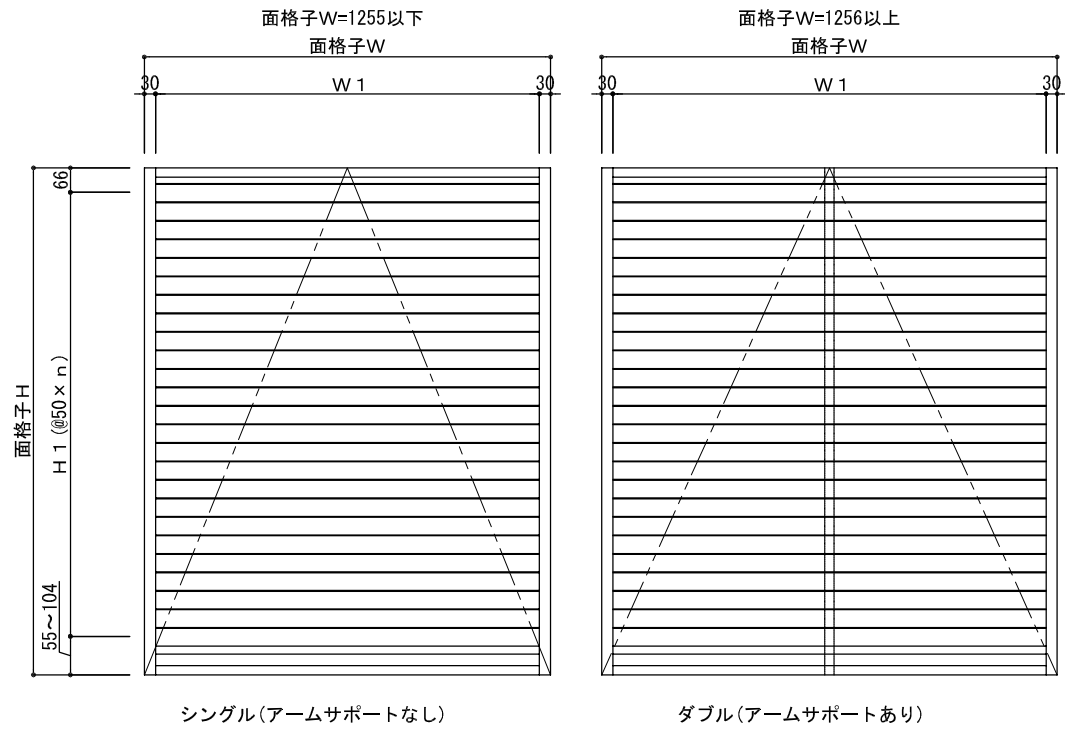 面格子W=1255以下
面格子W
30
W1
30
面格子W=1256以上
面格子W
30
W1
30
66
面格子H
H1(@50×n)
55～104
シングル(アームサポートなし)
ダブル(アームサポートあり)